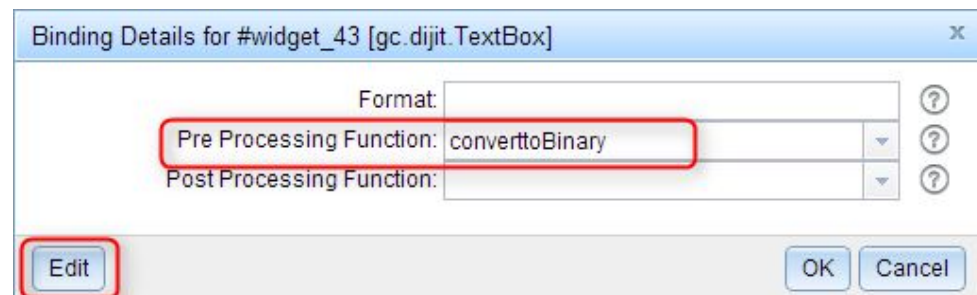 Binding Details for #widget_43 [gc.dijit.TextBox] x
Format: ?
Pre Processing Function: converttoBinary ?
Post Processing Function: ?
Edit OK Cancel